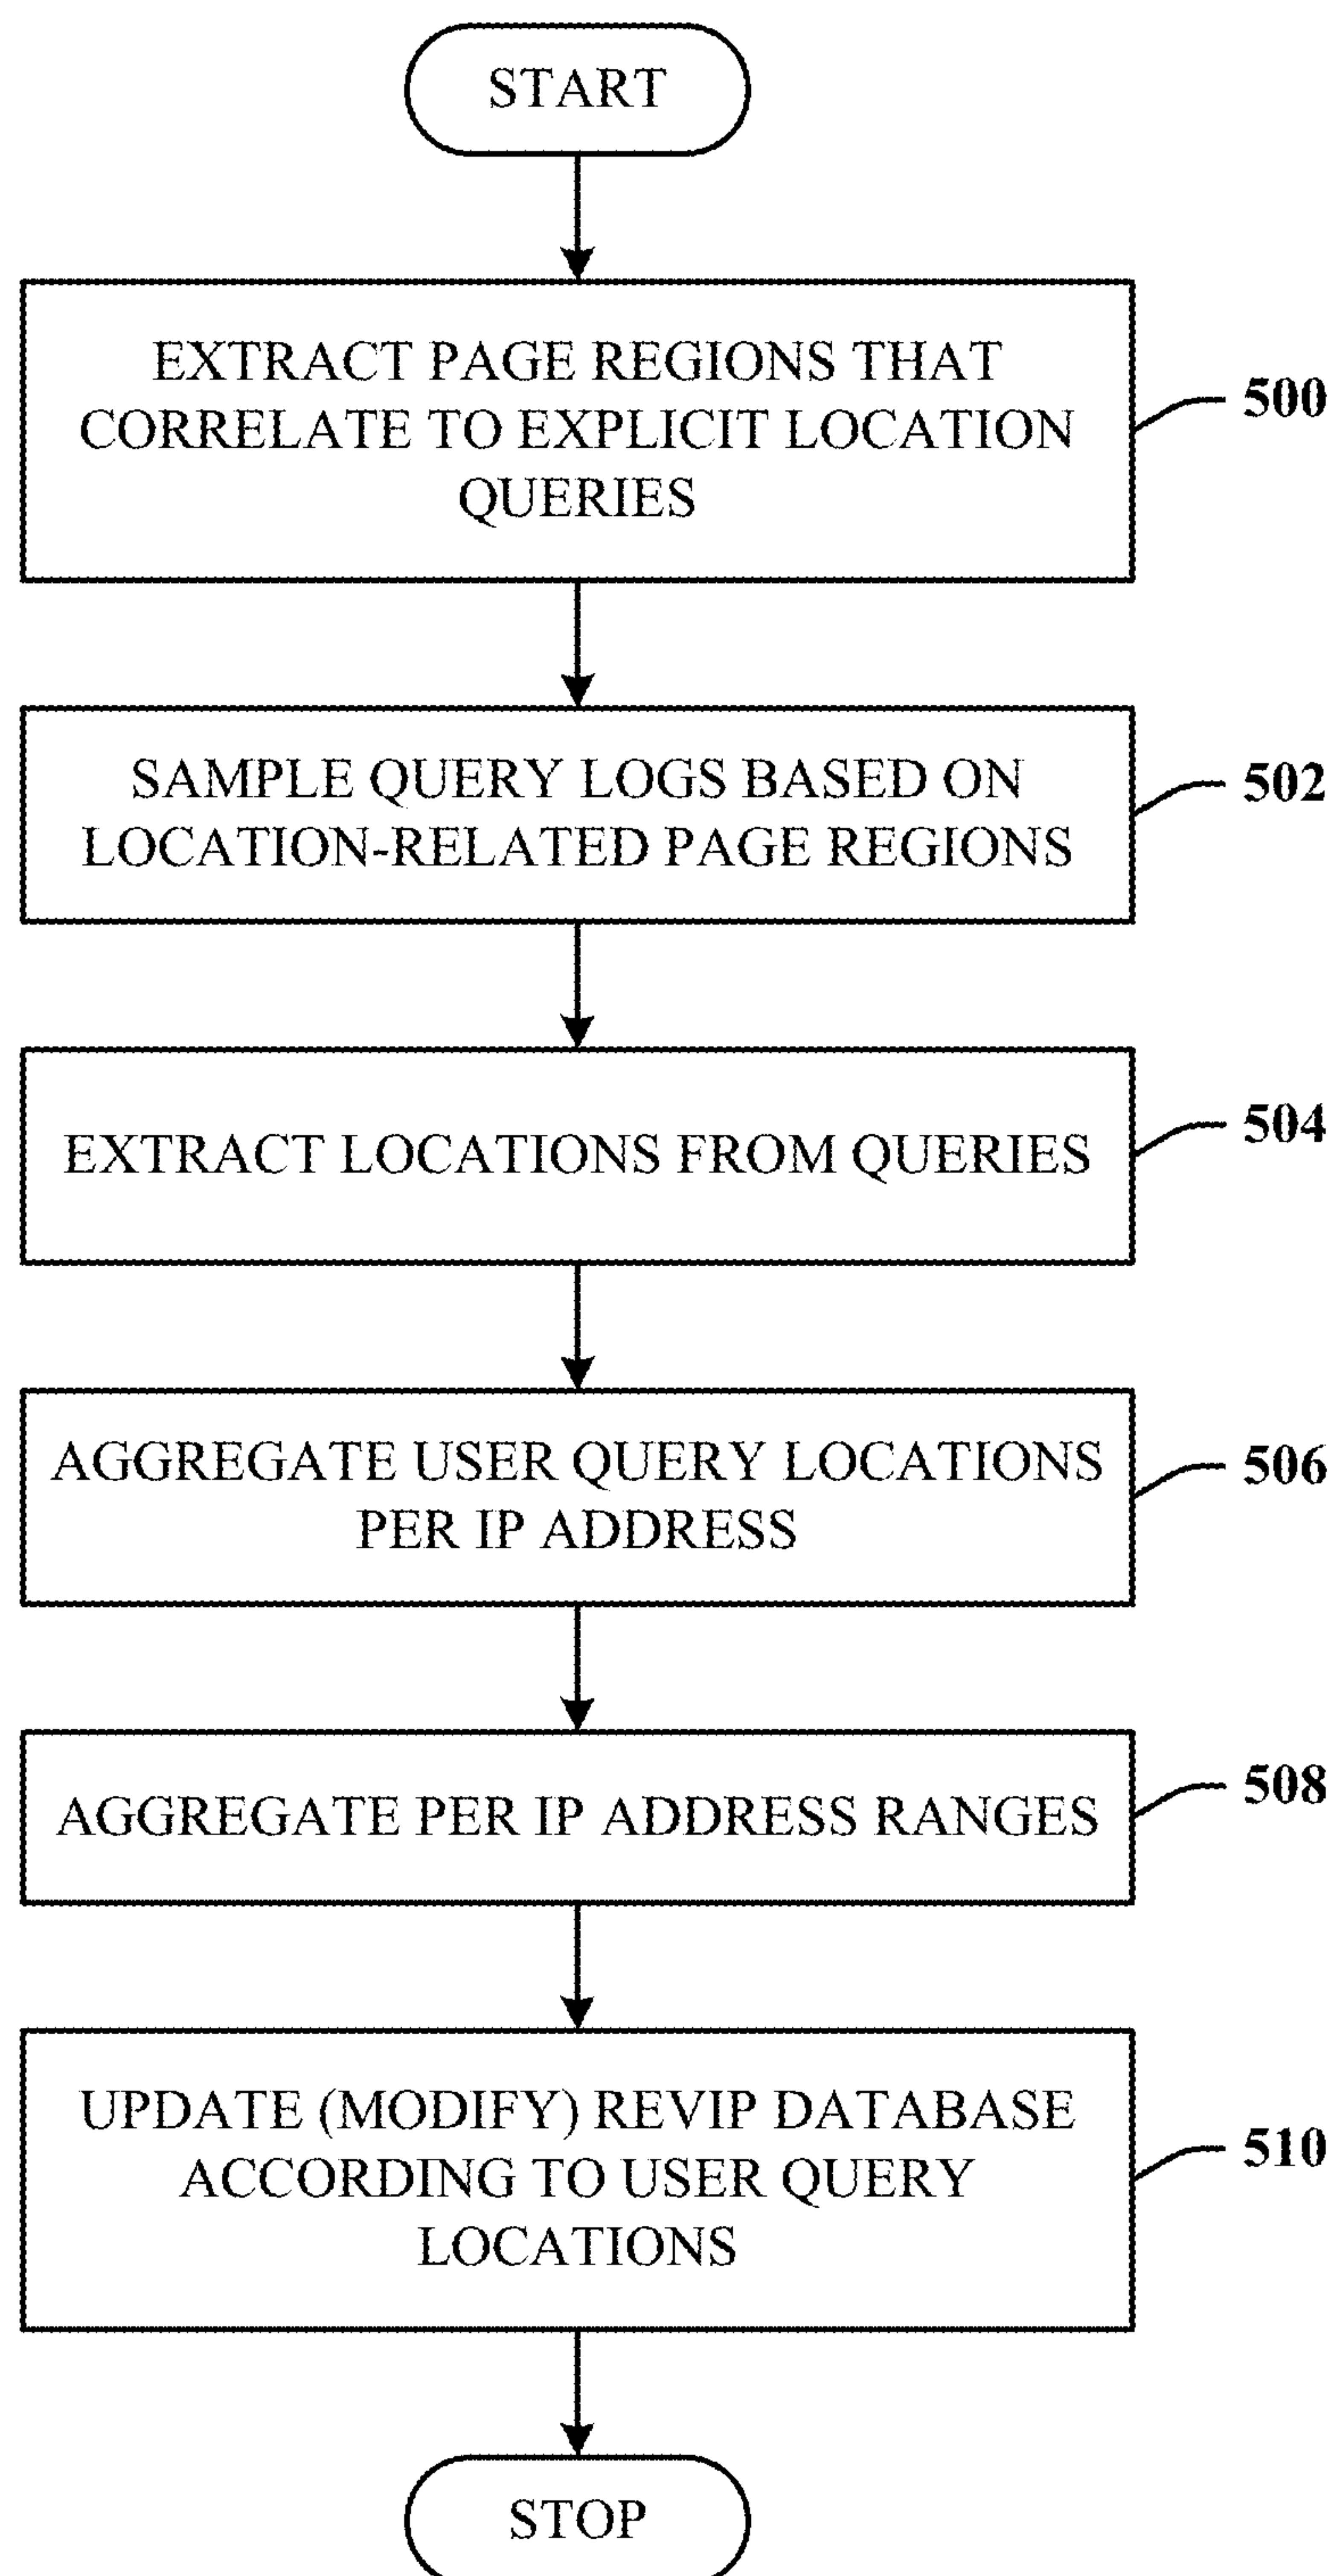 START
EXTRACT PAGE REGIONS THAT
CORRELATE TO EXPLICIT LOCATION
QUERIES
500
SAMPLE QUERY LOGS BASED ON
LOCATION-RELATED PAGE REGIONS
502
EXTRACT LOCATIONS FROM QUERIES
504
AGGREGATE USER QUERY LOCATIONS
PER IP ADDRESS
506
AGGREGATE PER IP ADDRESS RANGES
508
UPDATE (MODIFY) REVIP DATABASE
ACCORDING TO USER QUERY
LOCATIONS
510
STOP